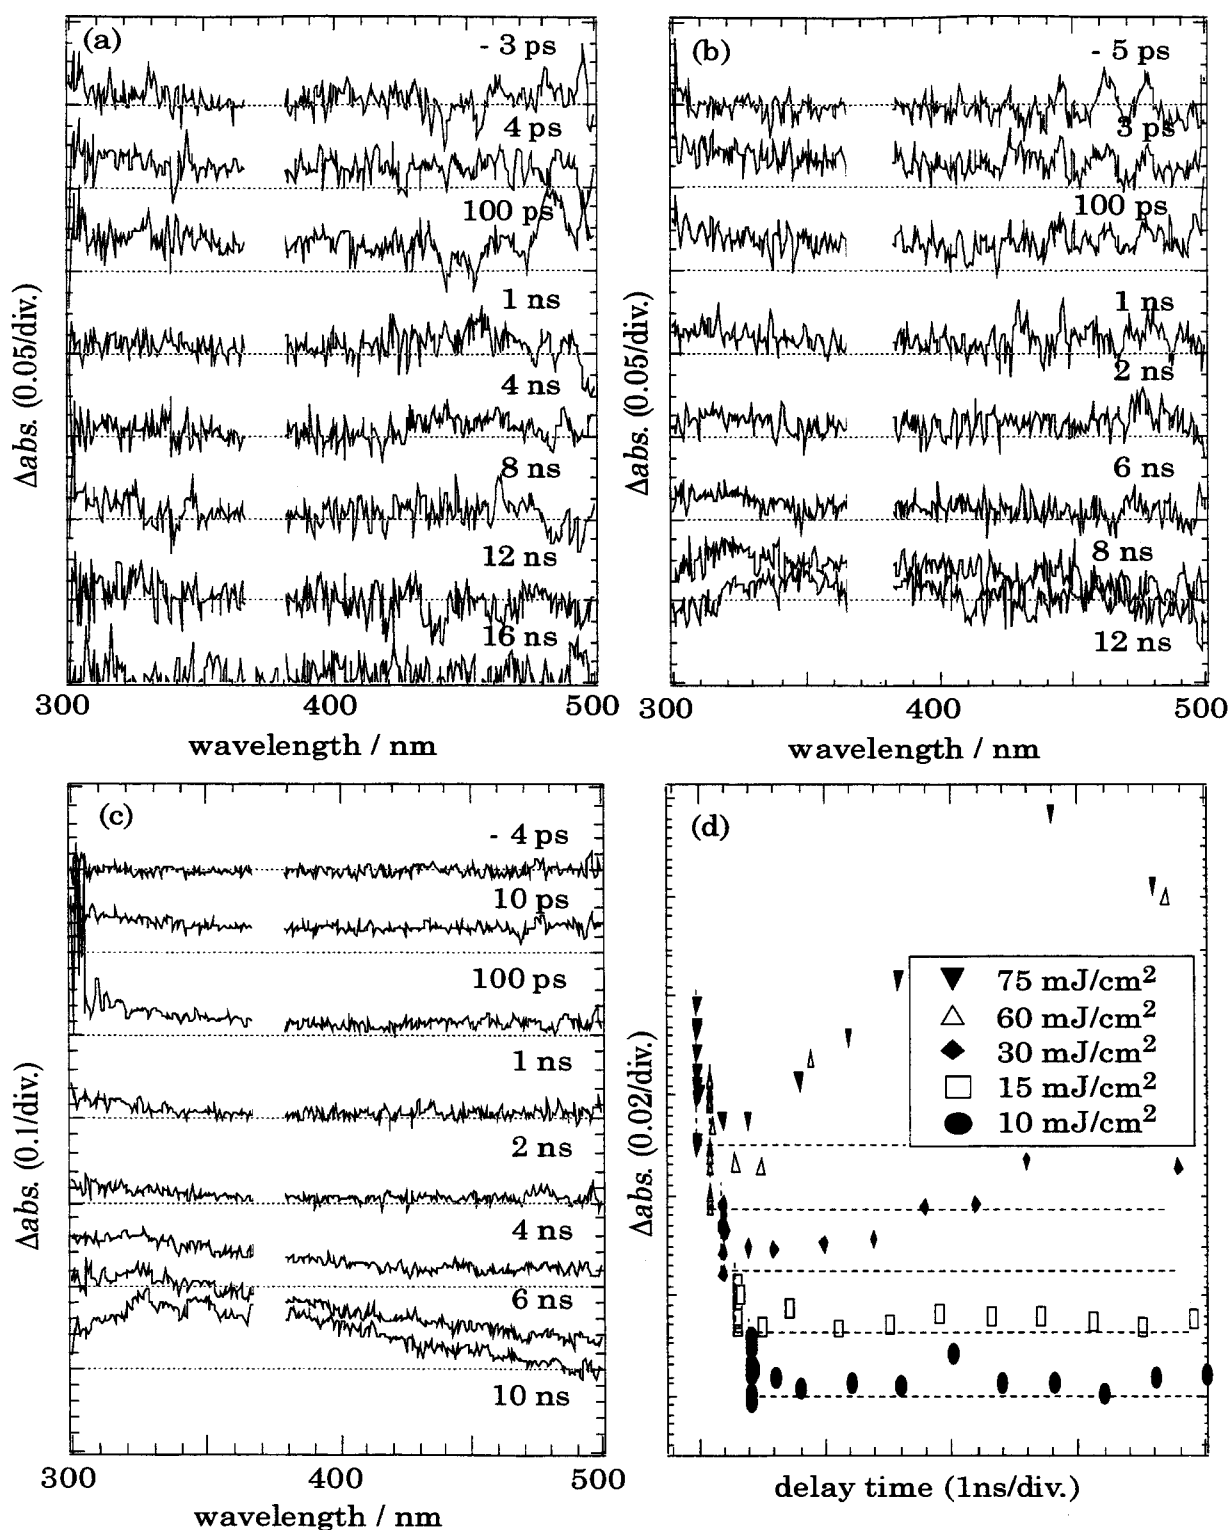 (a)
- 3 ps
4 ps
100 ps
1 ns
4 ns
8 ns
12 ns
16 ns
Δabs. (0.05/div.)
300
400
500
wavelength / nm
(b)
- 5 ps
3 ps
100 ps
1 ns
2 ns
6 ns
8 ns
12 ns
Δabs. (0.05/div.)
300
400
500
wavelength / nm
(c)
- 4 ps
10 ps
100 ps
1 ns
2 ns
4 ns
6 ns
10 ns
Δabs. (0.1/div.)
300
400
500
wavelength / nm
(d)
75 mJ/cm²
60 mJ/cm²
30 mJ/cm²
15 mJ/cm²
10 mJ/cm²
Δabs. (0.02/div.)
delay time (1ns/div.)